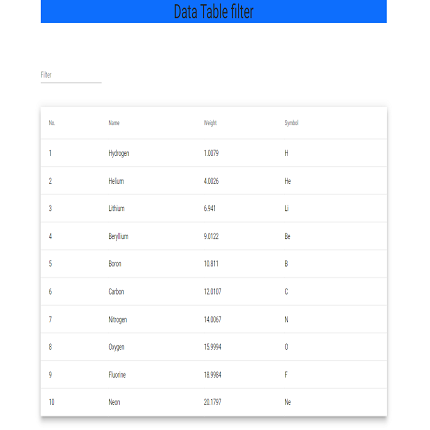 Data Table filter
Filter
No. Name Weight Symbol
1 Hydrogen 1.0079 H
2 Helium 4.0026 He
3 Lithium 6.941 Li
4 Beryllium 9.0122 Be
5 Boron 10.811 B
6 Carbon 12.0107 C
7 Nitrogen 14.0067 N
8 Oxygen 15.9994 O
9 Fluorine 18.9984 F
10 Neon 20.1797 Ne